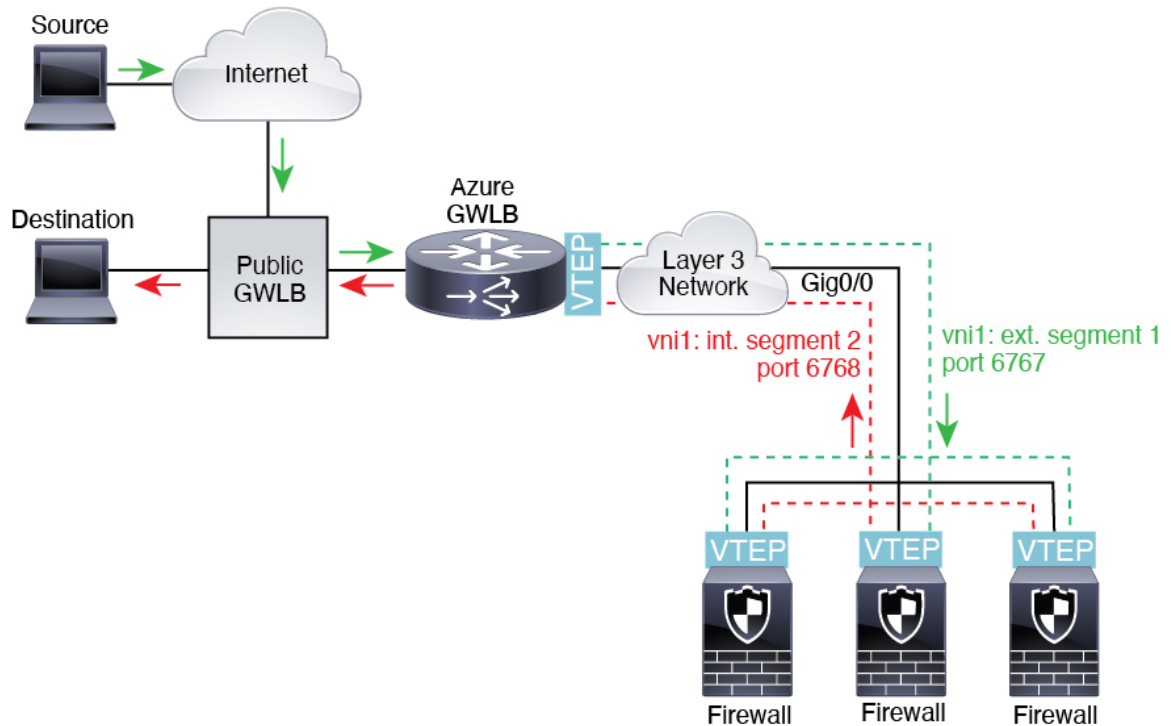 Source
Internet
Destination
Public
GWLB
Azure
GWLB
VTEP
Layer 3
Network
Gig0/0
vni1: int. segment 2
port 6768
vni1: ext. segment 1
port 6767
VTEP
VTEP
VTEP
Firewall
Firewall
Firewall